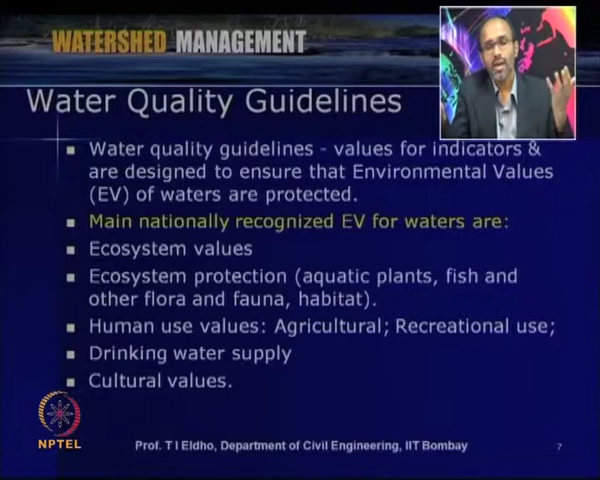 WATERSHED MANAGEMENT
Water Quality Guidelines
Water quality guidelines - values for indicators &
are designed to ensure that Environmental Values
(EV) of waters are protected.
Main nationally recognized EV for waters are:
Ecosystem values
Ecosystem protection (aquatic plants, fish and
other flora and fauna, habitat).
Human use values: Agricultural; Recreational use;
Drinking water supply
Cultural values.
NPTEL
Prof. T I Eldho, Department of Civil Engineering, IIT Bombay
7